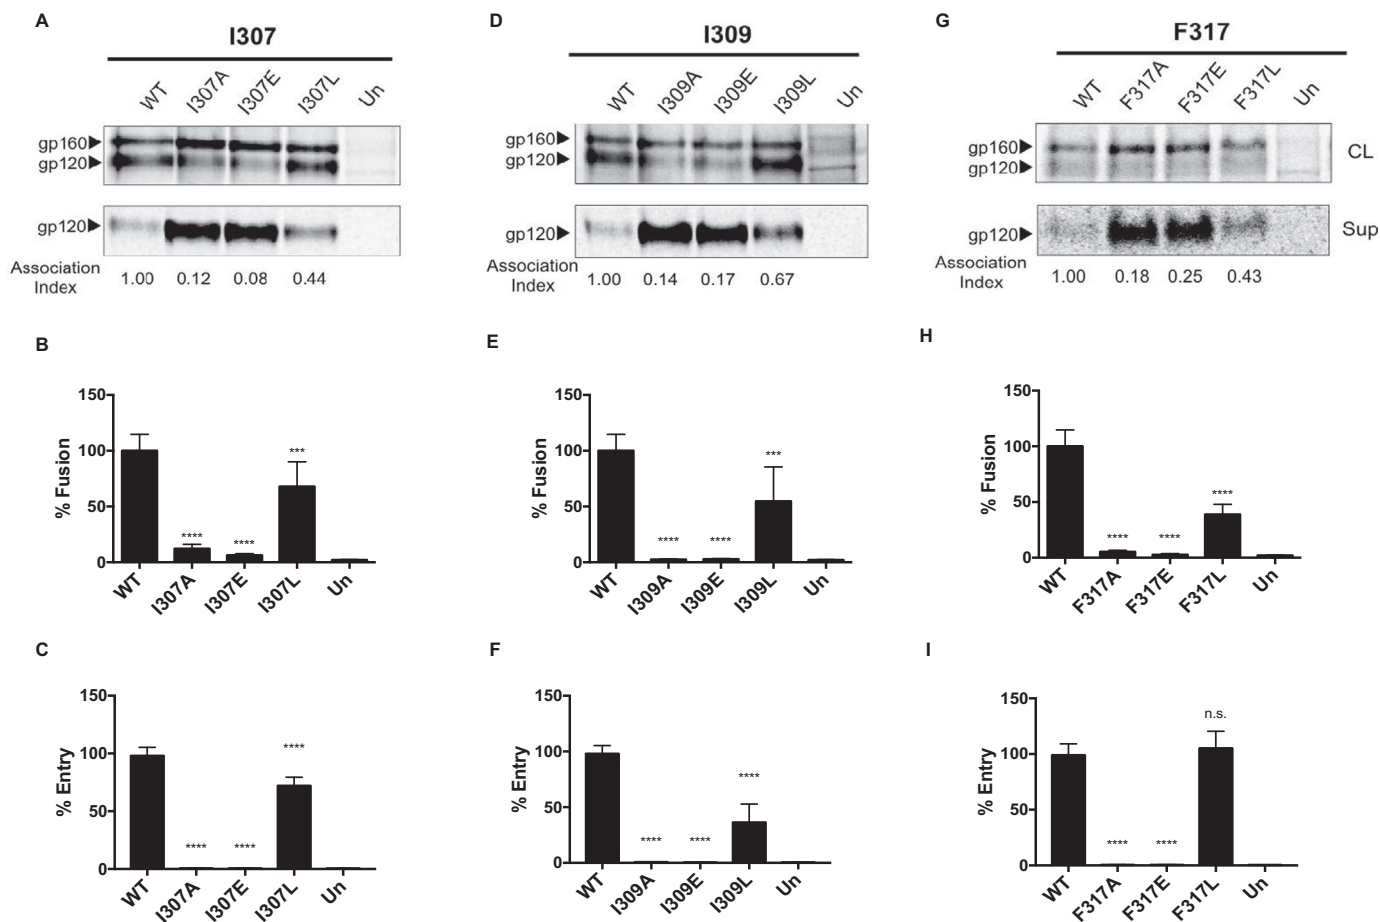 A
I307
WT I307A I307E I307L Un
gp160
gp120
gp120
Association Index 1.00 0.12 0.08 0.44
B
% Fusion
150
100
50
0
*** 
**** ****
WT I307A I307E I307L Un
C
% Entry
150
100
50
0
****
**** ****
WT I307A I307E I307L Un
D
I309
WT I309A I309E I309L Un
gp160
gp120
gp120
Association Index 1.00 0.14 0.17 0.67
E
% Fusion
150
100
50
0
***
**** ****
WT I309A I309E I309L Un
F
% Entry
150
100
50
0
****
**** ****
WT I309A I309E I309L Un
G
F317
WT F317A F317E F317L Un
gp160
gp120
CL
gp120
Sup
Association Index 1.00 0.18 0.25 0.43
H
% Fusion
150
100
50
0
****
**** ****
WT F317A F317E F317L Un
I
% Entry
150
100
50
0
n.s.
**** ****
WT F317A F317E F317L Un